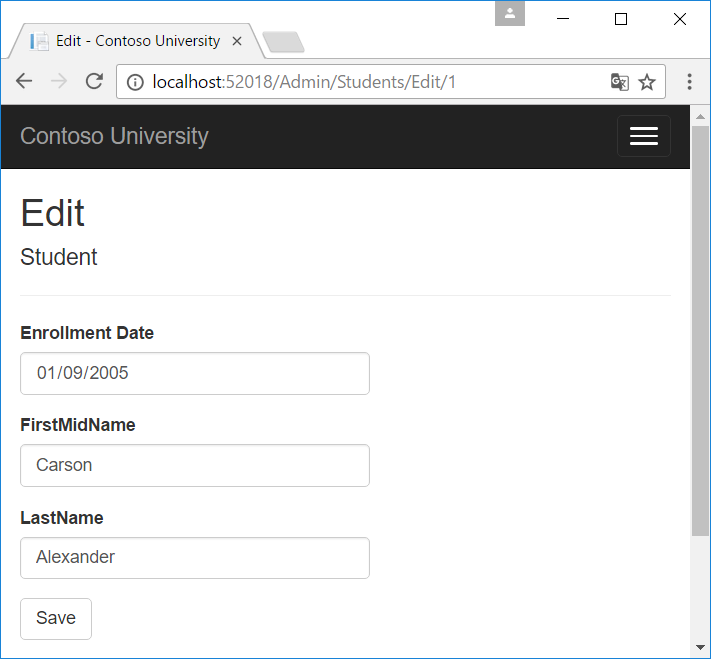 Edit - Contoso University
localhost:52018/Admin/Students/Edit/1
Contoso University
Edit
Student
Enrollment Date
01/09/2005
FirstMidName
Carson
LastName
Alexander
Save